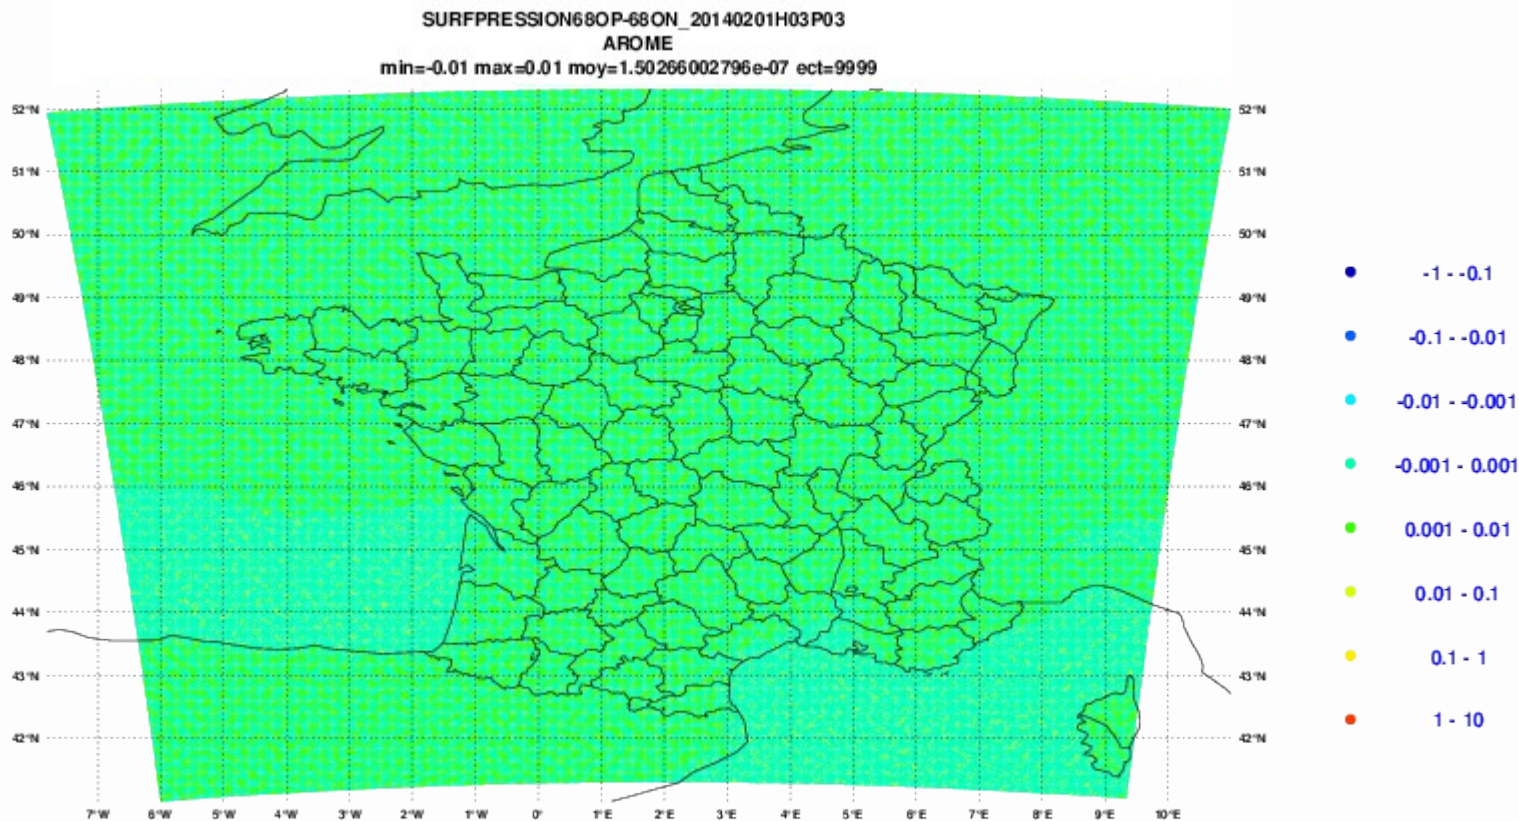 SURFPRESSION68OP-68ON_20140201H03P03
AROME
min=-0.01 max=0.01 moy=1.50266002796e-07 ect=9999
52°N 52°N
51°N 51°N
50°N 50°N
49°N 49°N
48°N 48°N
47°N 47°N
46°N 46°N
45°N 45°N
44°N 44°N
43°N 43°N
42°N 42°N
7°W 6°W 5°W 4°W 3°W 2°W 1°W 0° 1°E 2°E 3°E 4°E 5°E 6°E 7°E 8°E 9°E 10°E
-1 - -0.1
-0.1 - -0.01
-0.01 - -0.001
-0.001 - 0.001
0.001 - 0.01
0.01 - 0.1
0.1 - 1
1 - 10